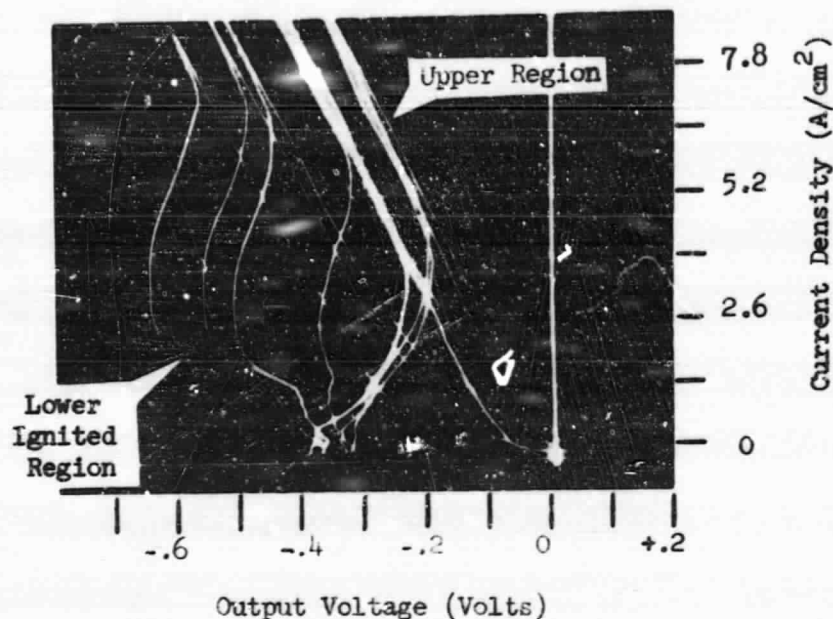 Upper Region
Lower
Ignited
Region
7.8
5.2
2.6
0
Current Density (A/cm²)
-.6
-.4
-.2
0
+.2
Output Voltage (Volts)